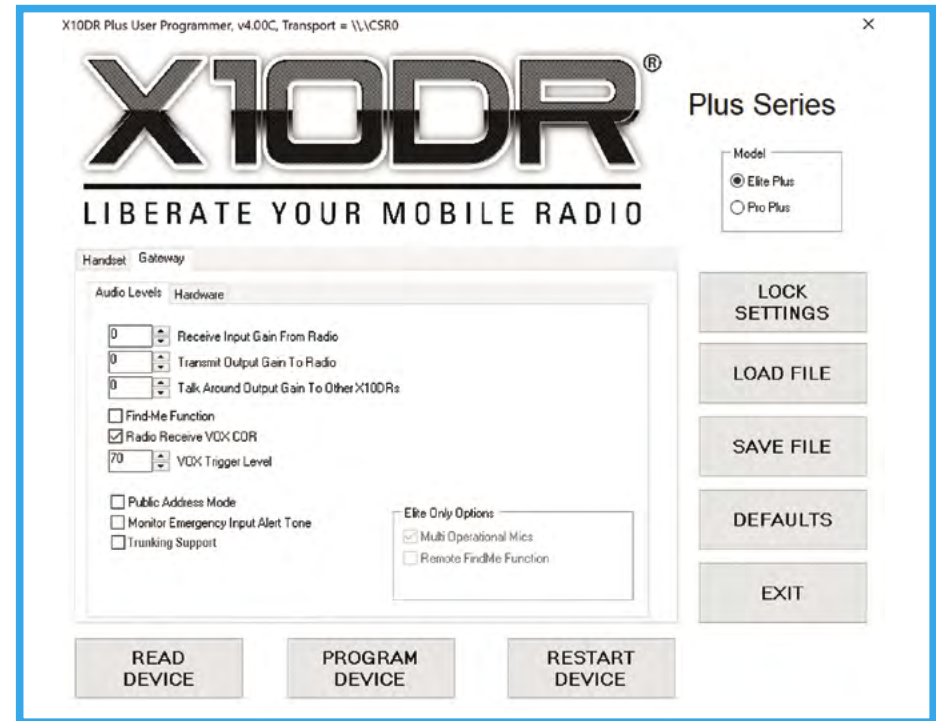 X10DR Plus User Programmer, v4.00C, Transport = \\.\CSR0
X10DR®
LIBERATE YOUR MOBILE RADIO
Plus Series
Model
Elite Plus
Pro Plus
Handset Gateway
Audio Levels Hardware
0 Receive Input Gain From Radio
0 Transmit Output Gain To Radio
0 Talk Around Output Gain To Other X10DRs
Find-Me Function
Radio Receive VOX COR
70 VOX Trigger Level
Public Address Mode
Monitor Emergency Input Alert Tone
Trunking Support
Elite Only Options
Multi Operational Mics
Remote FindMe Function
LOCK
SETTINGS
LOAD FILE
SAVE FILE
DEFAULTS
EXIT
READ
DEVICE
PROGRAM
DEVICE
RESTART
DEVICE